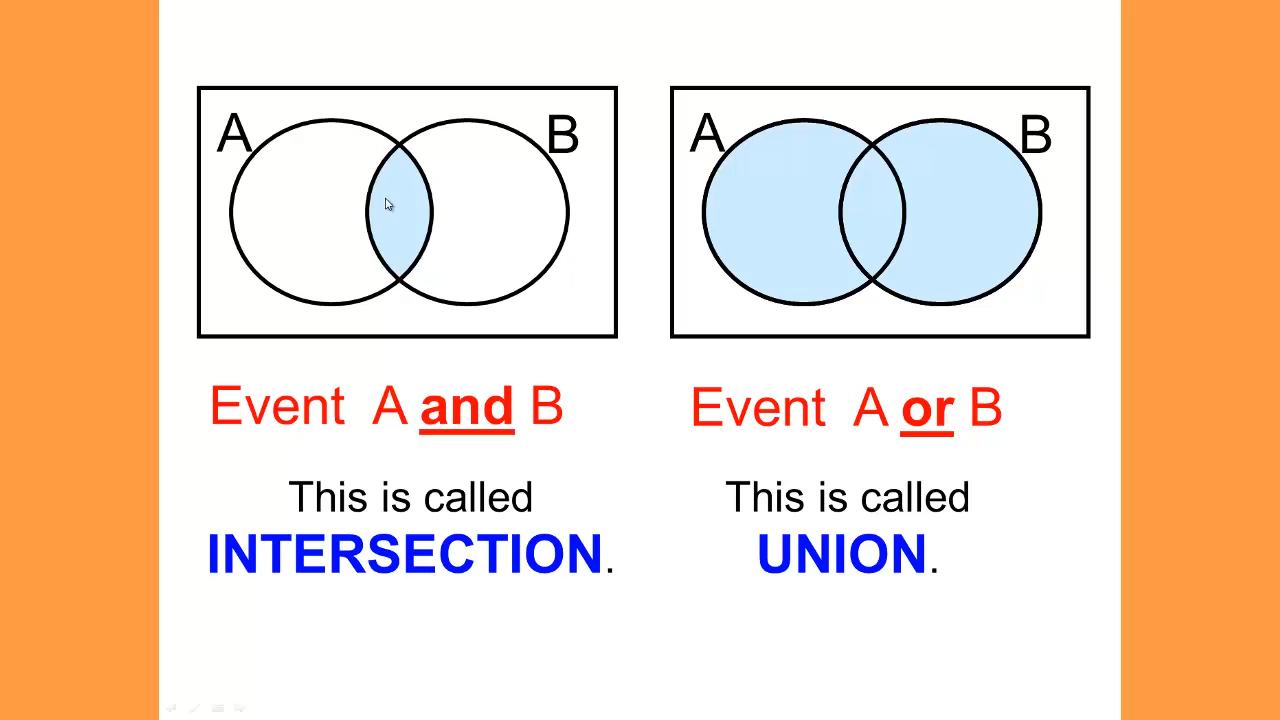 A B
Event A and B
This is called
INTERSECTION.
A B
Event A or B
This is called
UNION.